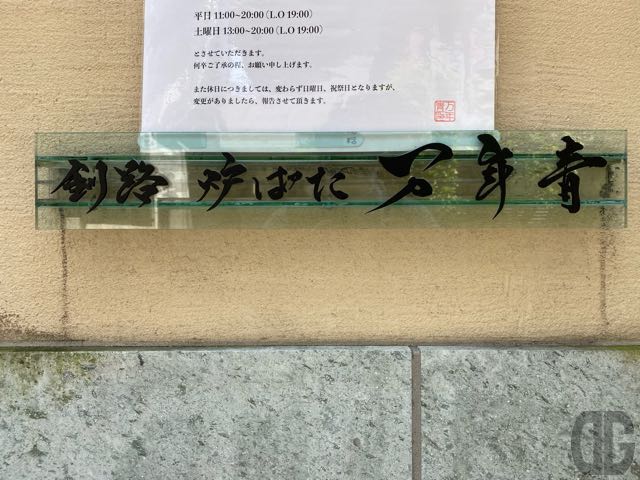 平日 11:00~20:00（L.O 19:00）
土曜日 13:00~20:00（L.O 19:00）
とさせていただきます。
何卒ご了承の程、お願い申し上げます。
また休日につきましては、変わらず日曜日、祝祭日となりますが、
変更がありましたら、報告させて頂きます。
釧路 炉ばた 万年青